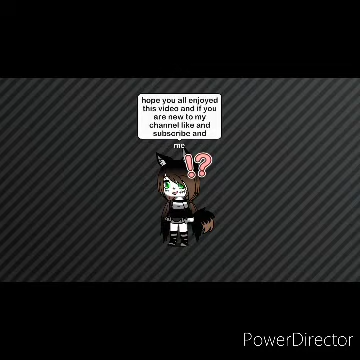 hope you all enjoyed
this video and if you
are new to my
channel like and
subscribe and
me
!?
PowerDirector